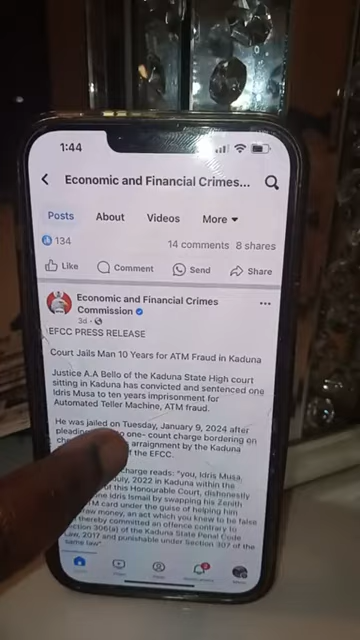 1:44
Economic and Financial Crimes...
Posts About Videos More
134 14 comments 8 shares
Like Comment Send Share
Economic and Financial Crimes
Commission
3d
EFCC PRESS RELEASE
Court Jails Man 10 Years for ATM Fraud in Kaduna
Justice A.A Bello of the Kaduna State High court
sitting in Kaduna has convicted and sentenced one
Idris Musa to ten years imprisonment for
Automated Teller Machine, ATM fraud.
He was jailed on Tuesday, January 9, 2024 after
pleading to one- count charge bordering on
arraignment by the Kaduna
of the EFCC.
charge reads: "you, Idris Musa,
July, 2022 in Kaduna within the
of this Honourable Court, dishonestly
one Idris Ismail by swapping his Zenith
card under the guise of helping him
money, an act which you knew to be false
thereby committed an offence contrary to
306(a) of the Kaduna State Penal Code
Law, 2017 and punishable under Section 307 of the
same law"